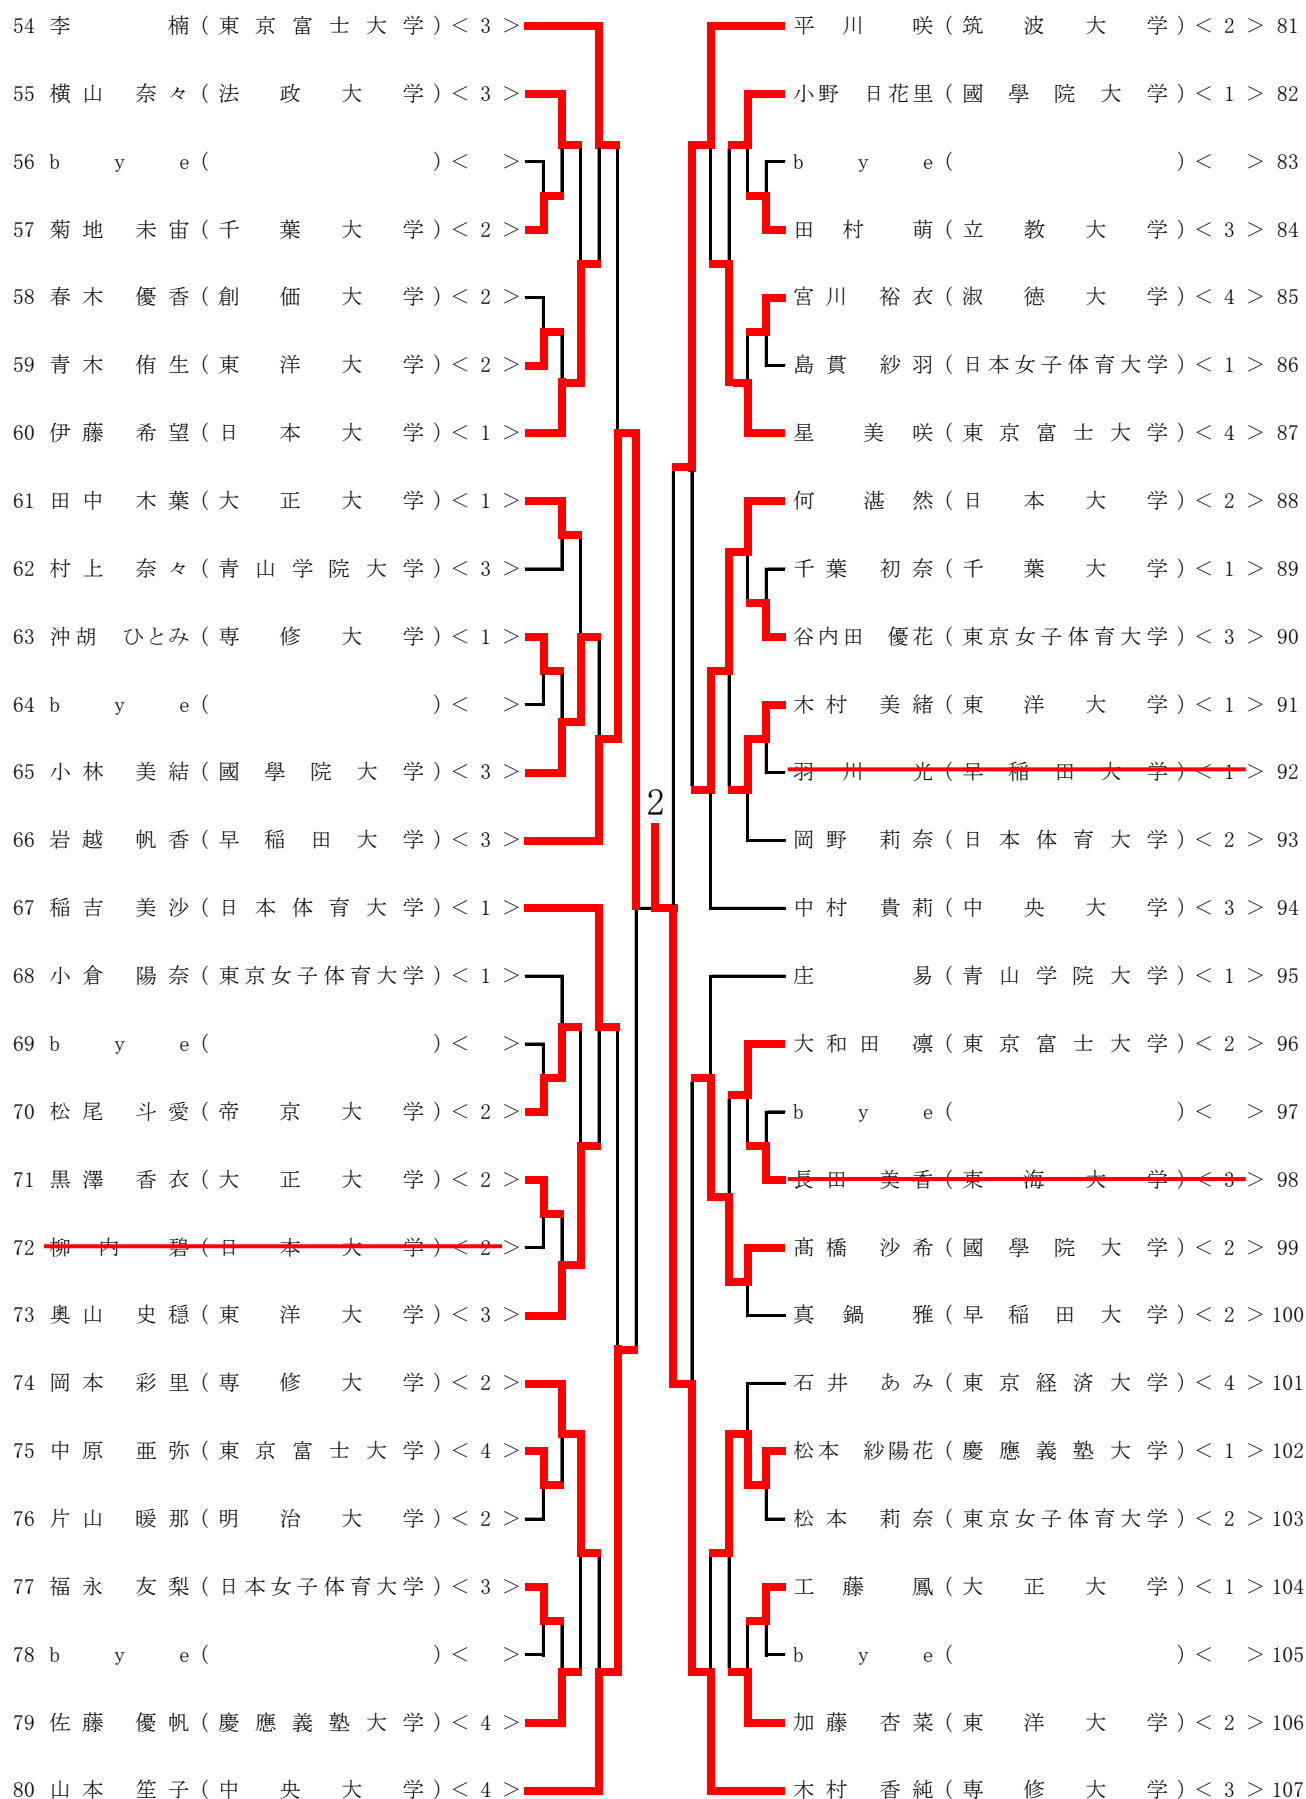 54 李　　　楠 ( 東 京 富 士 大 学 ) < 3 >
55 横 山　奈 々 ( 法　政　大　学 ) < 3 >
56 b　y　e (　　　　　) <　>
57 菊 地　未 宙 ( 千　葉　大　学 ) < 2 >
58 春 木　優 香 ( 創　価　大　学 ) < 2 >
59 青 木　侑 生 ( 東　洋　大　学 ) < 2 >
60 伊 藤　希 望 ( 日　本　大　学 ) < 1 >
61 田 中　木 葉 ( 大　正　大　学 ) < 1 >
62 村 上　奈 々 ( 青 山 学 院 大 学 ) < 3 >
63 沖胡　ひとみ ( 専　修　大　学 ) < 1 >
64 b　y　e (　　　　　) <　>
65 小 林　美 結 ( 國 學 院 大 学 ) < 3 >
66 岩 越　帆 香 ( 早 稲 田 大 学 ) < 3 >
67 稲 吉　美 沙 ( 日 本 体 育 大 学 ) < 1 >
68 小 倉　陽 奈 ( 東京女子体育大学 ) < 1 >
69 b　y　e (　　　　　) <　>
70 松 尾　斗 愛 ( 帝　京　大　学 ) < 2 >
71 黒 澤　香 衣 ( 大　正　大　学 ) < 2 >
72 柳 内　　碧 ( 日　本　大　学 ) < 2 >
73 奥 山　史 穏 ( 東　洋　大　学 ) < 3 >
74 岡 本　彩 里 ( 専　修　大　学 ) < 2 >
75 中 原　亜 弥 ( 東 京 富 士 大 学 ) < 4 >
76 片 山　暖 那 ( 明　治　大　学 ) < 2 >
77 福 永　友 梨 ( 日本女子体育大学 ) < 3 >
78 b　y　e (　　　　　) <　>
79 佐 藤　優 帆 ( 慶 應 義 塾 大 学 ) < 4 >
80 山 本　笙 子 ( 中　央　大　学 ) < 4 >
2
平 川　　咲 ( 筑　波　大　学 ) < 2 > 81
小野　日花里 ( 國 學 院 大 学 ) < 1 > 82
b　y　e (　　　　　) <　> 83
田 村　　萌 ( 立　教　大　学 ) < 3 > 84
宮 川　裕 衣 ( 淑　徳　大　学 ) < 4 > 85
島 貫　紗 羽 ( 日本女子体育大学 ) < 1 > 86
星　　美 咲 ( 東 京 富 士 大 学 ) < 4 > 87
何　　湛 然 ( 日　本　大　学 ) < 2 > 88
千 葉　初 奈 ( 千　葉　大　学 ) < 1 > 89
谷内田　優花 ( 東京女子体育大学 ) < 3 > 90
木 村　美 緒 ( 東　洋　大　学 ) < 1 > 91
羽 川　　光 ( 早 稲 田 大 学 ) < 1 > 92
岡 野　莉 奈 ( 日 本 体 育 大 学 ) < 2 > 93
中 村　貴 莉 ( 中　央　大　学 ) < 3 > 94
庄　　　易 ( 青 山 学 院 大 学 ) < 1 > 95
大 和 田　凛 ( 東 京 富 士 大 学 ) < 2 > 96
b　y　e (　　　　　) <　> 97
長 田　美 香 ( 東　海　大　学 ) < 3 > 98
髙 橋　沙 希 ( 國 學 院 大 学 ) < 2 > 99
真 鍋　　雅 ( 早 稲 田 大 学 ) < 2 > 100
石 井　あ み ( 東 京 経 済 大 学 ) < 4 > 101
松本　紗陽花 ( 慶 應 義 塾 大 学 ) < 1 > 102
松 本　莉 奈 ( 東京女子体育大学 ) < 2 > 103
工 藤　　鳳 ( 大　正　大　学 ) < 1 > 104
b　y　e (　　　　　) <　> 105
加 藤　杏 菜 ( 東　洋　大　学 ) < 2 > 106
木 村　香 純 ( 専　修　大　学 ) < 3 > 107